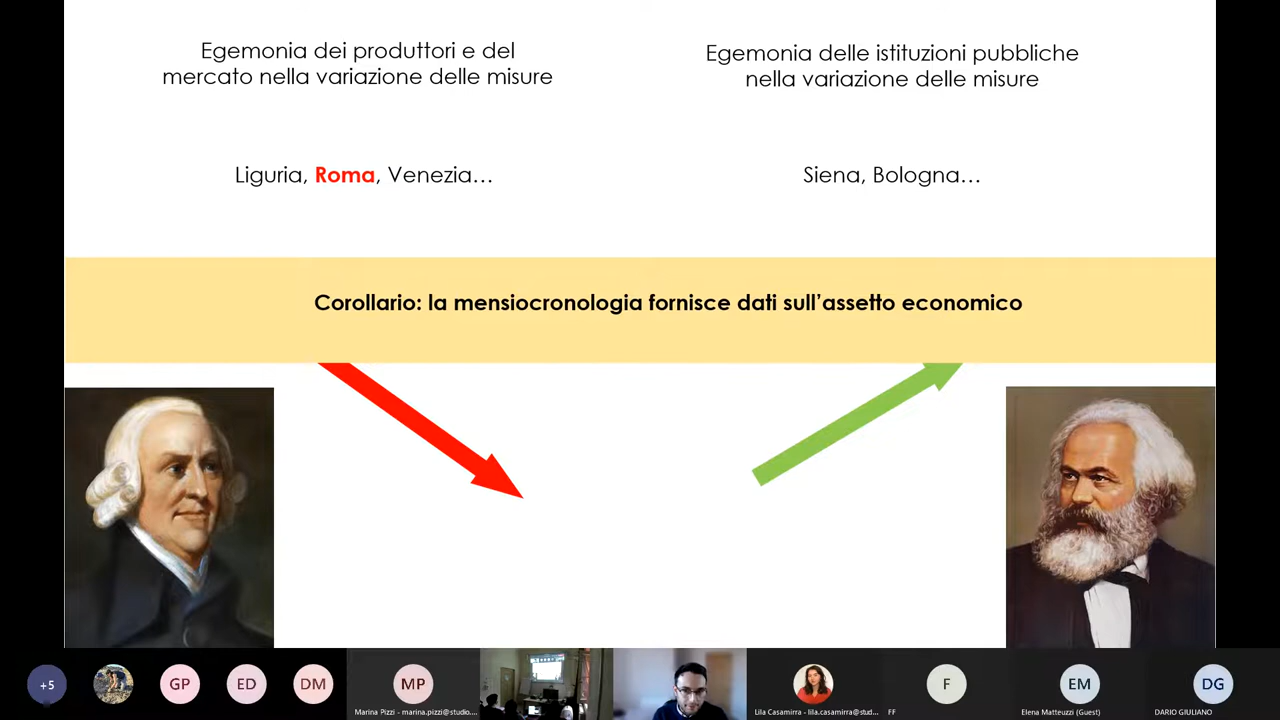 Egemonia dei produttori e del
mercato nella variazione delle misure
Egemonia delle istituzioni pubbliche
nella variazione delle misure
Liguria, Roma, Venezia…
Siena, Bologna…
Corollario: la mensiocronologia fornisce dati sull’assetto economico
+5
GP
ED
DM
MP
Marina Pizzi - marina.pizzi@studio....
Lila Casamirra - lila.casamirra@stud...
F
FF
EM
Elena Matteuzzi (Guest)
DG
DARIO GIULIANO